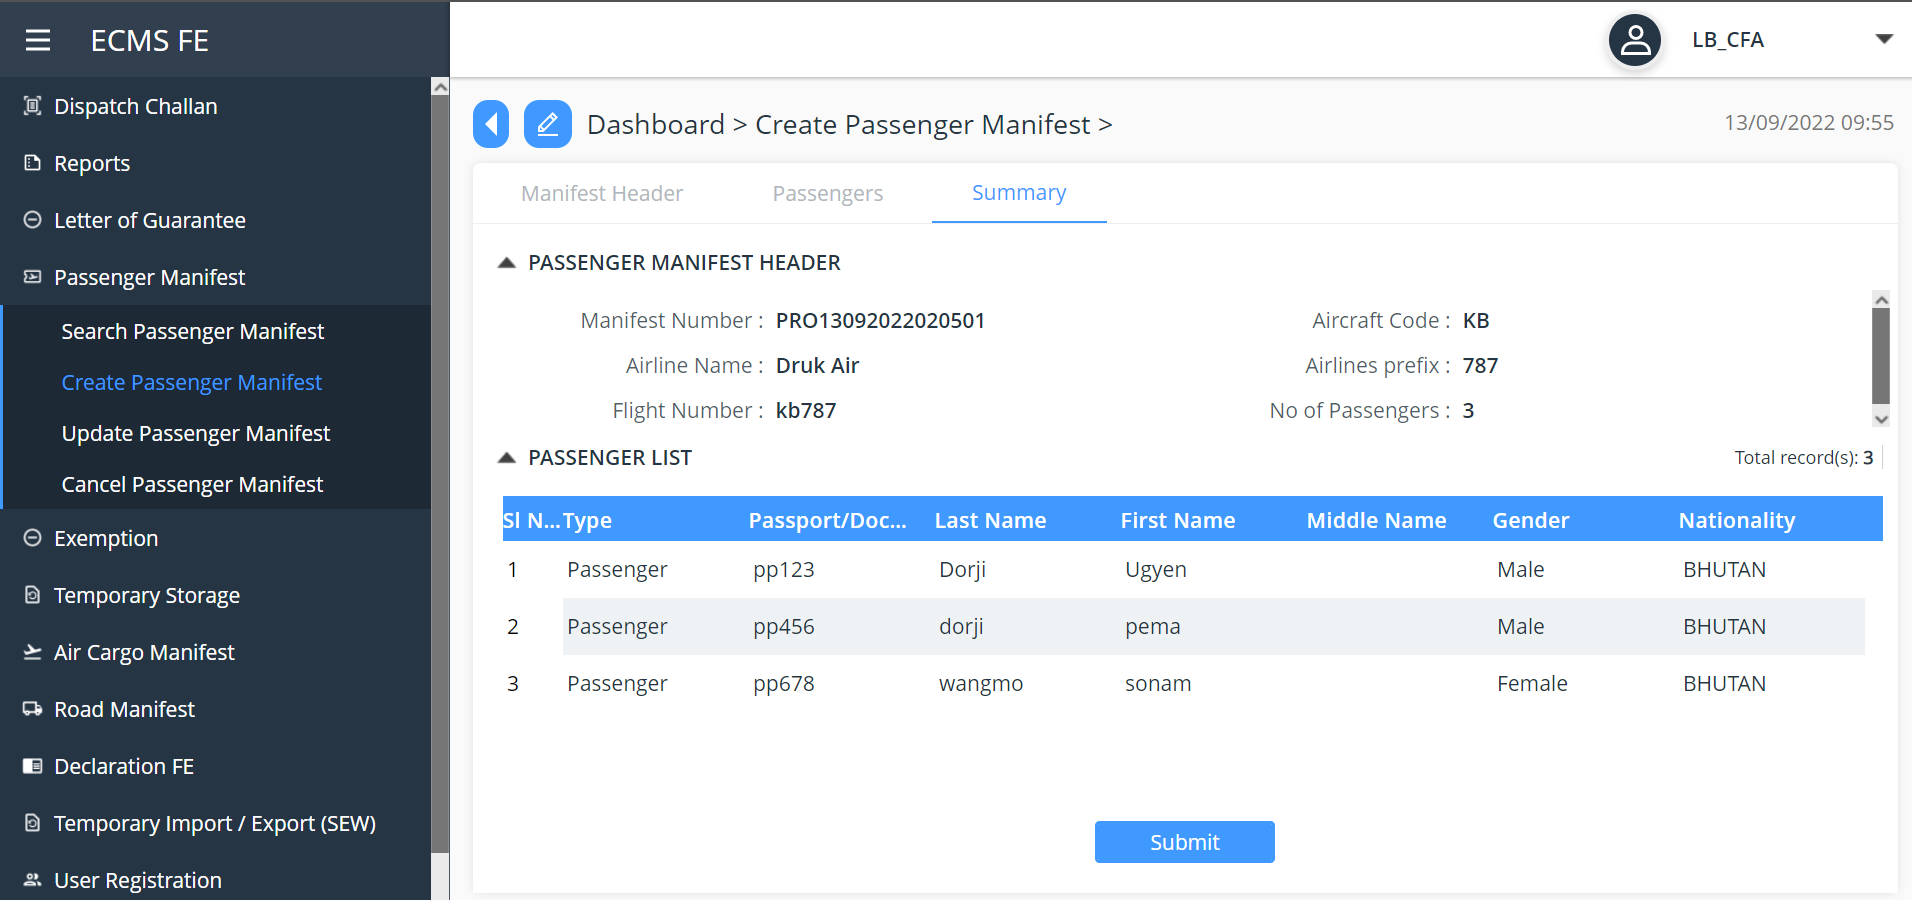 ECMS FE
LB_CFA
Dispatch Challan
Reports
Letter of Guarantee
Passenger Manifest
Search Passenger Manifest
Create Passenger Manifest
Update Passenger Manifest
Cancel Passenger Manifest
Exemption
Temporary Storage
Air Cargo Manifest
Road Manifest
Declaration FE
Temporary Import / Export (SEW)
User Registration
Dashboard > Create Passenger Manifest >
13/09/2022 09:55
Manifest Header Passengers Summary
PASSENGER MANIFEST HEADER
Manifest Number : PRO13092022020501 Aircraft Code : KB
Airline Name : Druk Air Airlines prefix : 787
Flight Number : kb787 No of Passengers : 3
PASSENGER LIST Total record(s): 3
Sl N... Type Passport/Doc... Last Name First Name Middle Name Gender Nationality
1 Passenger pp123 Dorji Ugyen Male BHUTAN
2 Passenger pp456 dorji pema Male BHUTAN
3 Passenger pp678 wangmo sonam Female BHUTAN
Submit